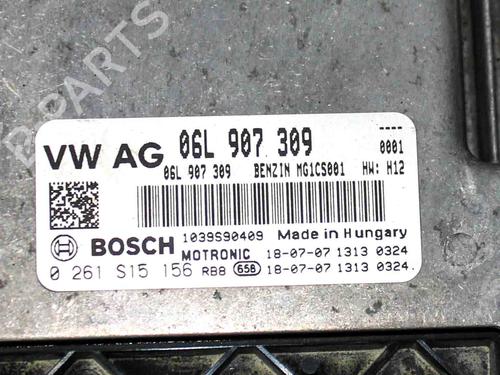 B PARTS
VW AG 06L 907 309 0001
06L 907 309 BENZIN MG1CS001 HW: H12
BOSCH 1039S90409 Made in Hungary
MOTRONIC 18-07-07 1313 0324
0 261 S15 156 RBB 658 18-07-07 1313 0324